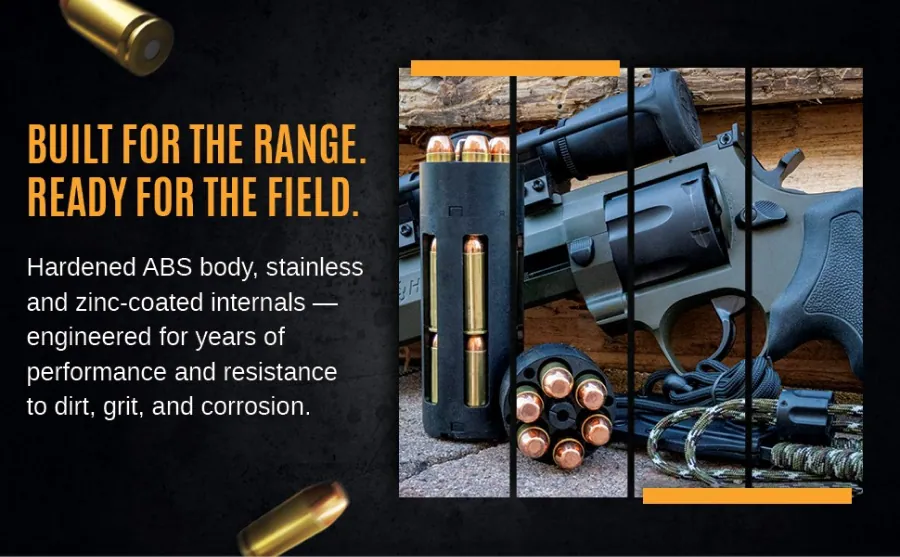 BUILT FOR THE RANGE.
READY FOR THE FIELD.
Hardened ABS body, stainless
and zinc-coated internals —
engineered for years of
performance and resistance
to dirt, grit, and corrosion.